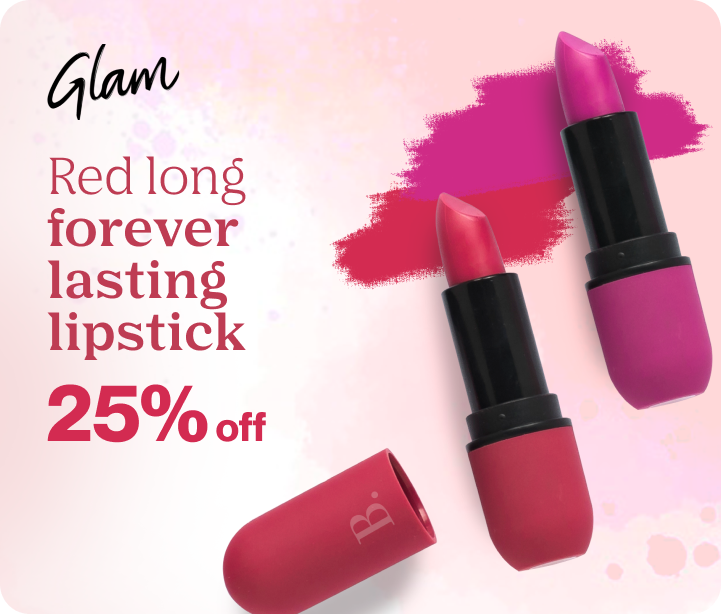 Glam
Red long
forever
lasting
lipstick
25% off
B.